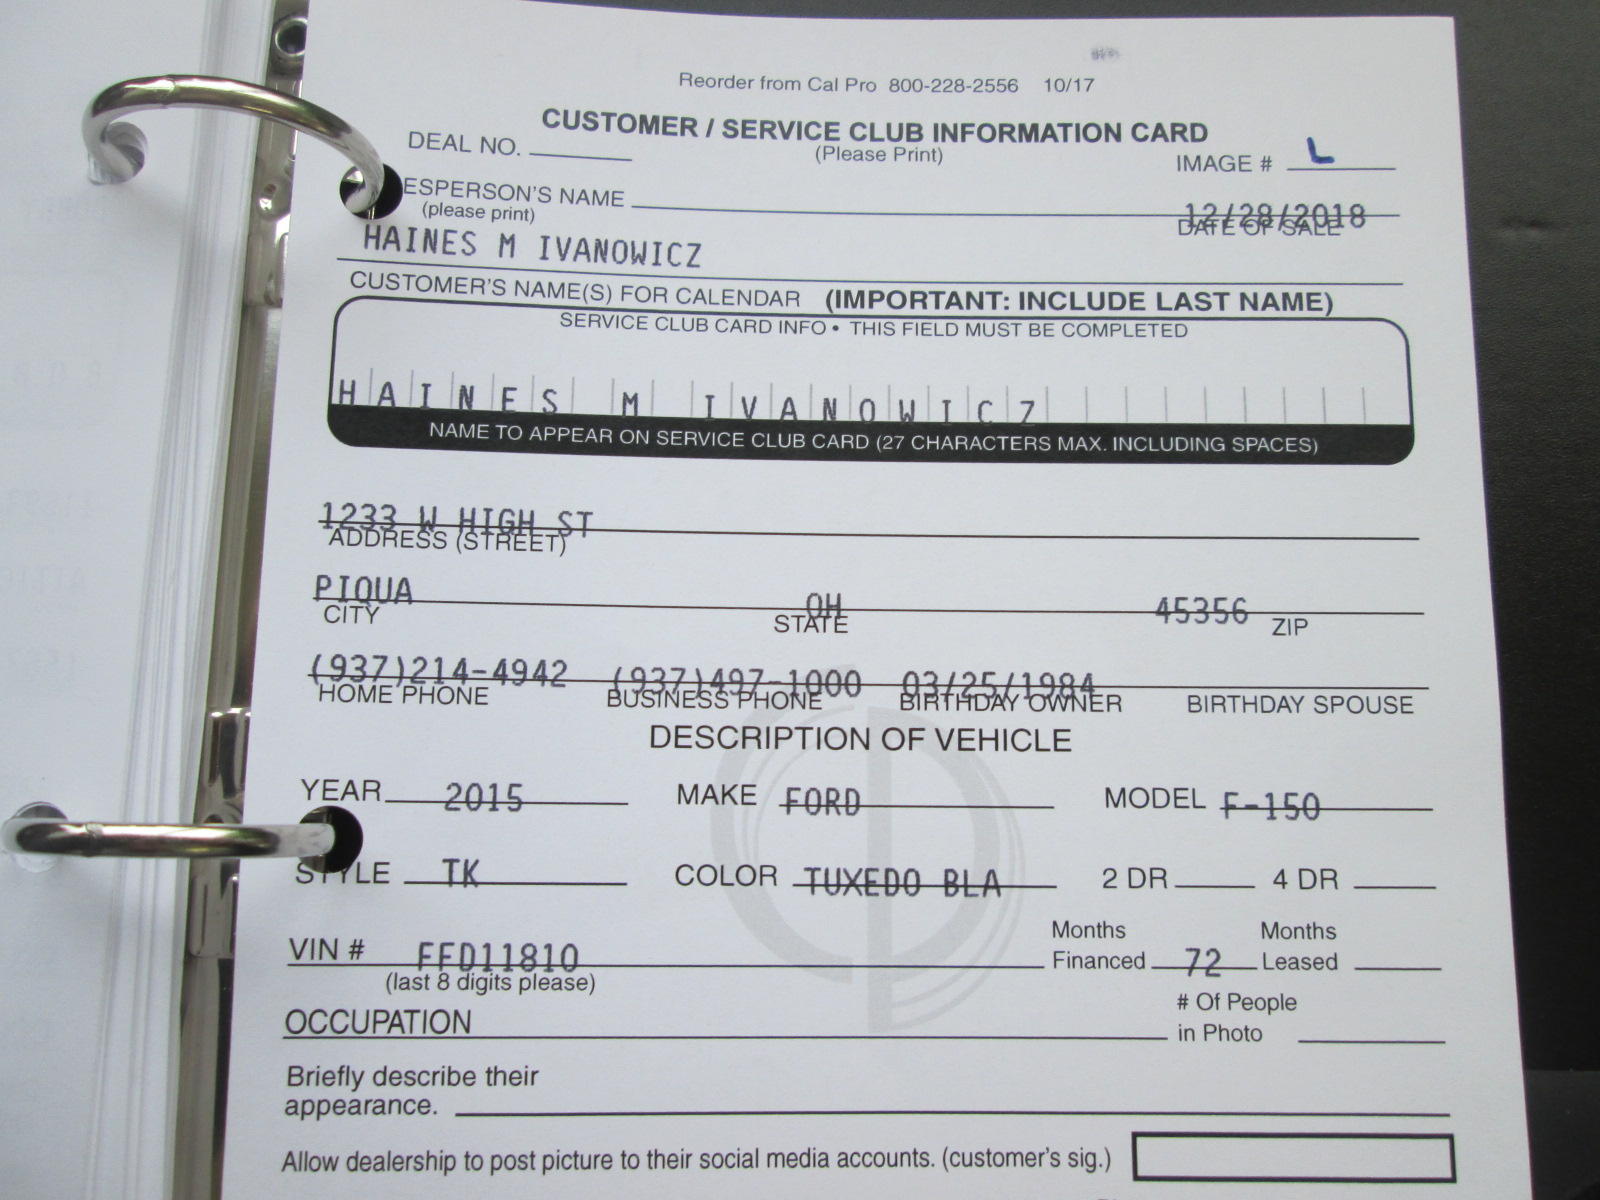 Reorder from Cal Pro 800-228-2556 10/17
CUSTOMER / SERVICE CLUB INFORMATION CARD
(Please Print)
DEAL NO.
IMAGE # L
ESPERSON'S NAME
(please print)
12/28/2018
DATE OF SALE
HAINES M IVANOWICZ
CUSTOMER'S NAME(S) FOR CALENDAR (IMPORTANT: INCLUDE LAST NAME)
SERVICE CLUB CARD INFO • THIS FIELD MUST BE COMPLETED
HAINES M IVANOWICZ
NAME TO APPEAR ON SERVICE CLUB CARD (27 CHARACTERS MAX. INCLUDING SPACES)
1233 W HIGH ST
ADDRESS (STREET)
PIQUA OH 45356
CITY STATE ZIP
(937)214-4942 (937)497-1000 03/25/1984
HOME PHONE BUSINESS PHONE BIRTHDAY OWNER BIRTHDAY SPOUSE
DESCRIPTION OF VEHICLE
YEAR 2015 MAKE FORD MODEL F-150
STYLE TK COLOR TUXEDO BLA 2 DR 4 DR
VIN # FFD11810 Months Financed 72 Months Leased
(last 8 digits please)
OCCUPATION # Of People in Photo
Briefly describe their
appearance.
Allow dealership to post picture to their social media accounts. (customer's sig.)